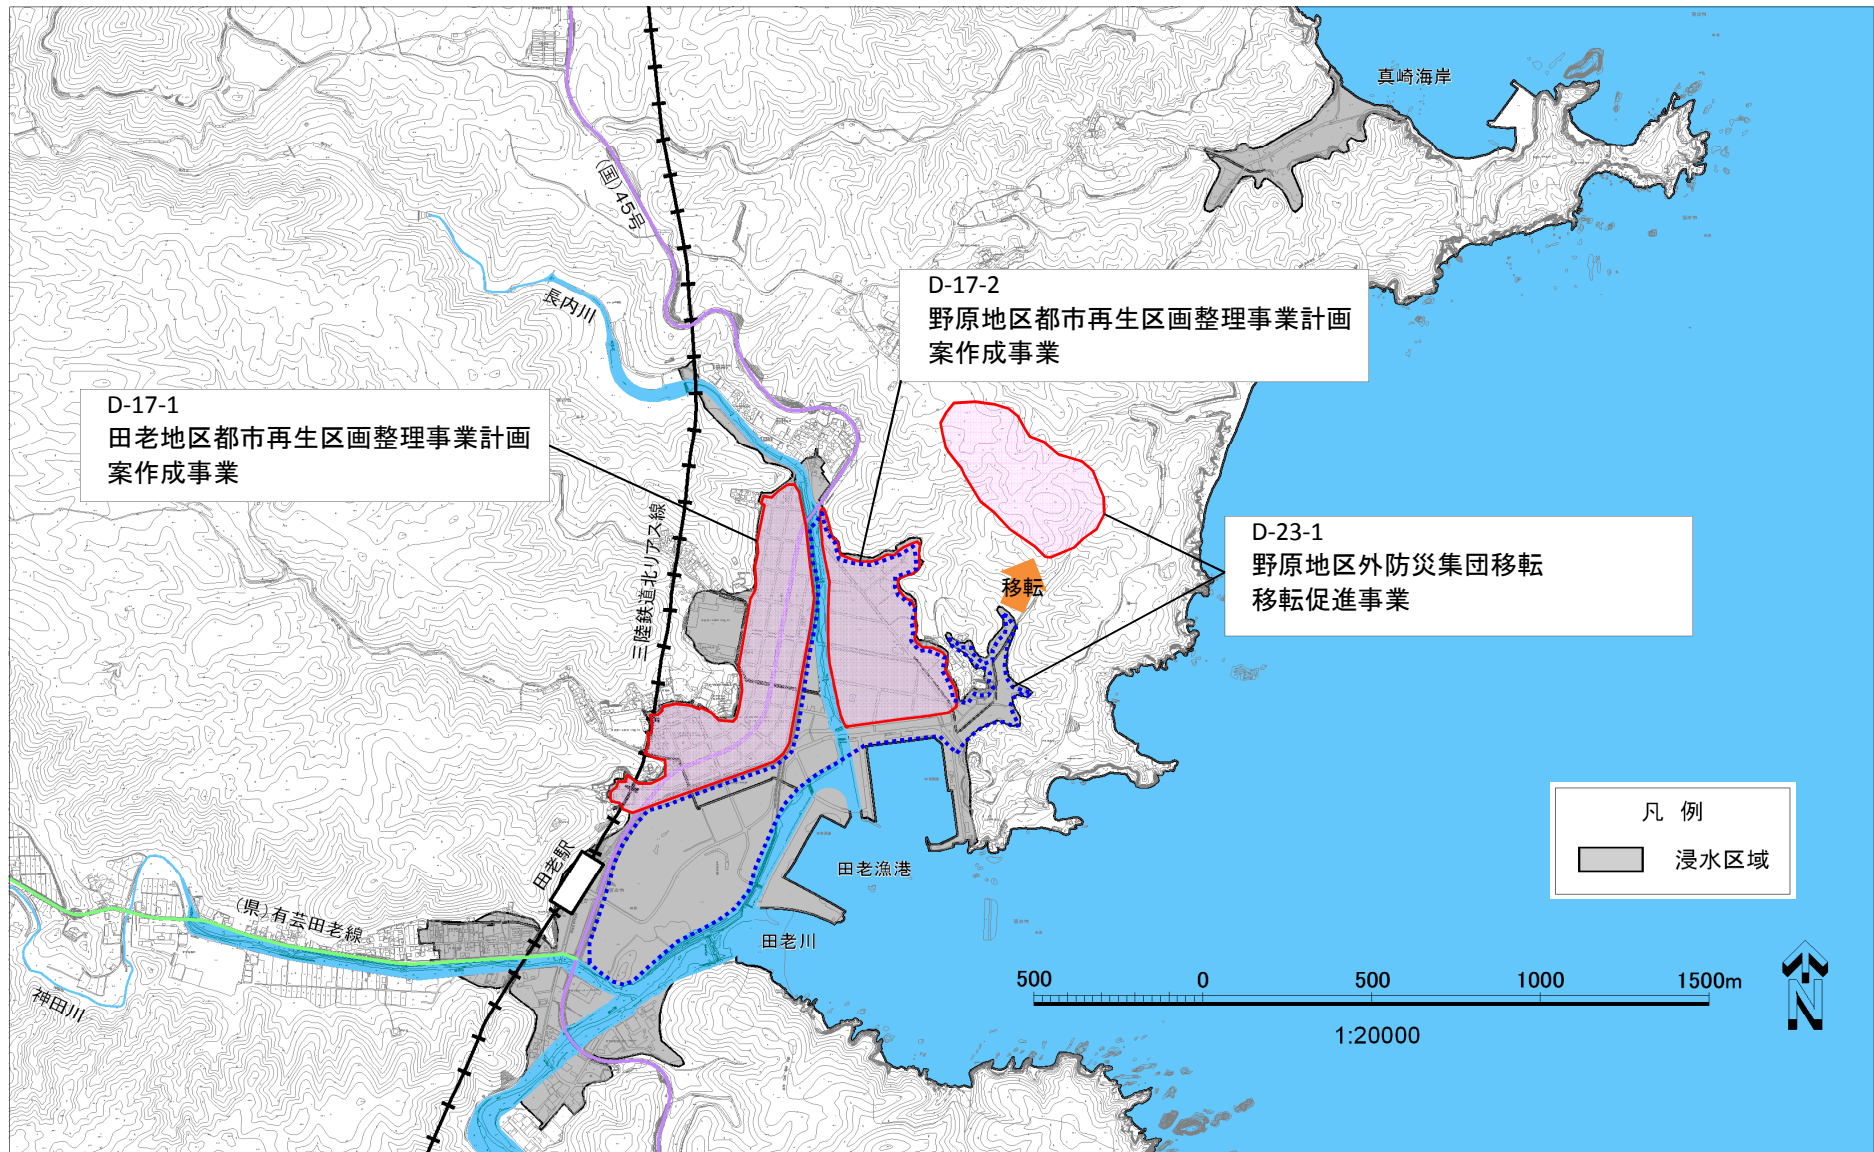 真崎海岸
(国)45号
長内川
D-17-2
野原地区都市再生区画整理事業計画
案作成事業
D-17-1
田老地区都市再生区画整理事業計画
案作成事業
三陸鉄道北リアス線
D-23-1
野原地区外防災集団移転
移転促進事業
移転
凡 例
浸水区域
田老駅
田老漁港
(県)有芸田老線
田老川
神田川
500 0 500 1000 1500m
1:20000
N